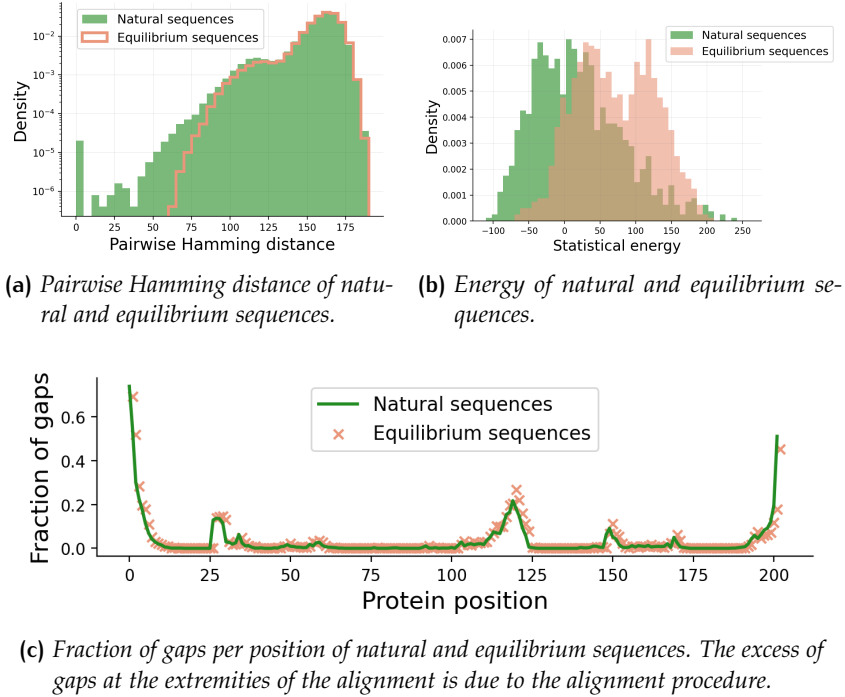 Natural sequences
Equilibrium sequences
10⁻²
10⁻³
10⁻⁴
10⁻⁵
10⁻⁶
Density
0 25 50 75 100 125 150 175
Pairwise Hamming distance
Natural sequences
Equilibrium sequences
0.007
0.006
0.005
0.004
0.003
0.002
0.001
0.000
Density
−100 −50 0 50 100 150 200 250
Statistical energy
(a) Pairwise Hamming distance of natu-
ral and equilibrium sequences.
(b) Energy of natural and equilibrium se-
quences.
Natural sequences
Equilibrium sequences
0.6
0.4
0.2
0.0
Fraction of gaps
0 25 50 75 100 125 150 175 200
Protein position
(c) Fraction of gaps per position of natural and equilibrium sequences. The excess of
gaps at the extremities of the alignment is due to the alignment procedure.